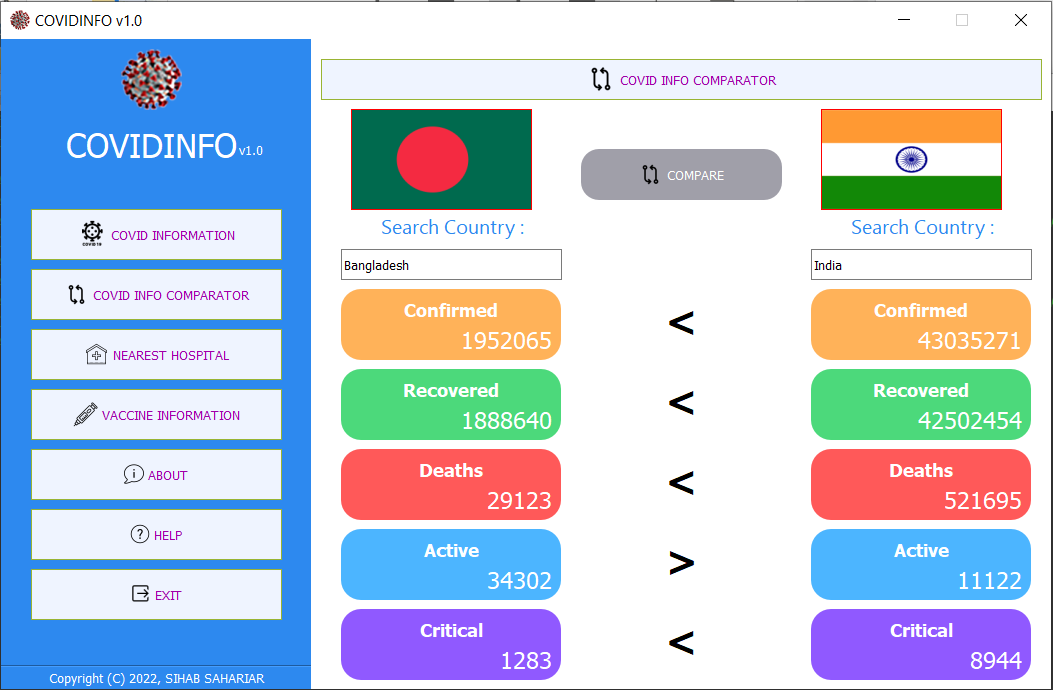 COVIDINFO v1.0
COVIDINFO v1.0
COVID INFORMATION
COVID INFO COMPARATOR
NEAREST HOSPITAL
VACCINE INFORMATION
ABOUT
HELP
EXIT
Copyright (C) 2022, SIHAB SAHARIAR
COVID INFO COMPARATOR
COMPARE
Search Country :
Search Country :
Bangladesh
India
Confirmed
1952065
<
Confirmed
43035271
Recovered
1888640
<
Recovered
42502454
Deaths
29123
<
Deaths
521695
Active
34302
>
Active
11122
Critical
1283
<
Critical
8944